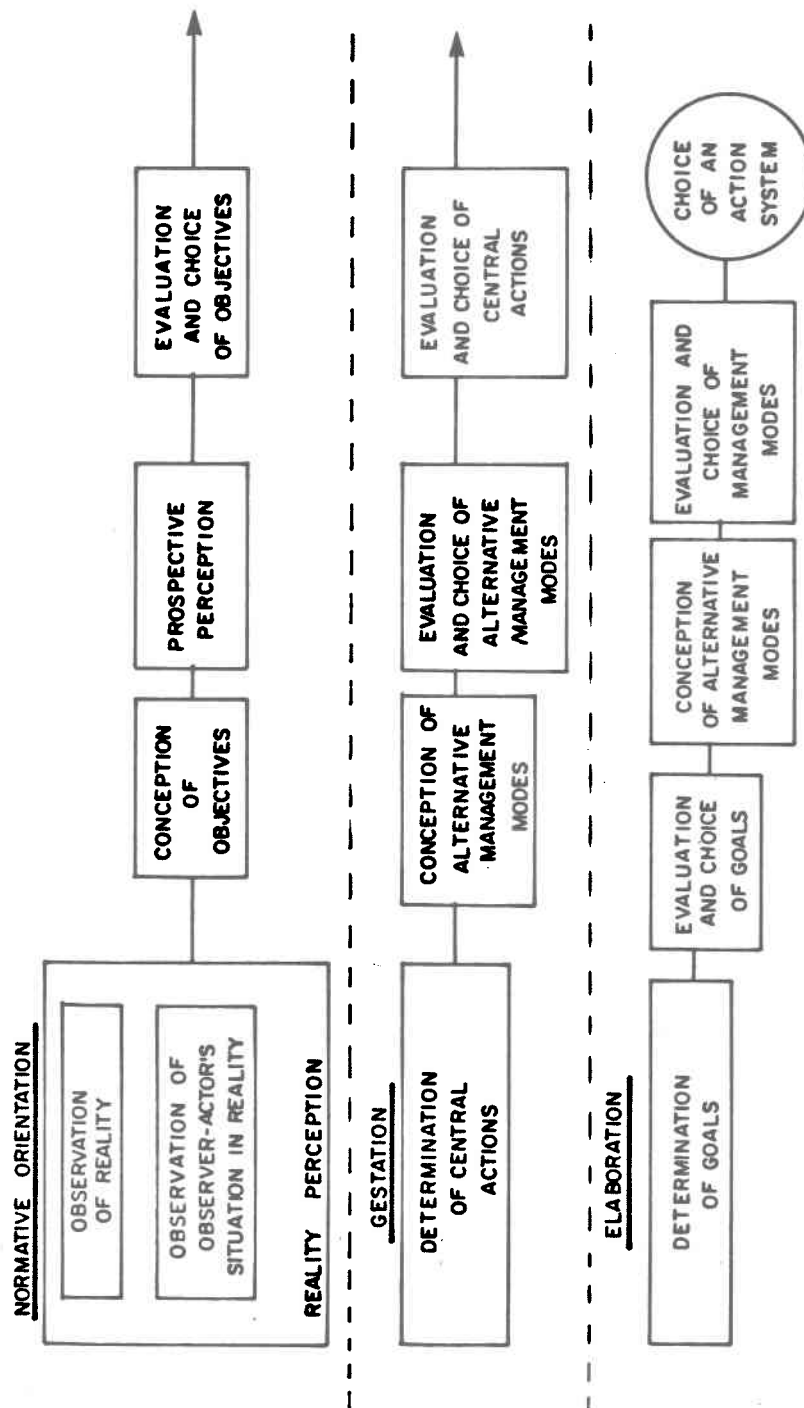 NORMATIVE ORIENTATION
OBSERVATION
OF REALITY
OBSERVATION OF
OBSERVER-ACTOR'S
SITUATION IN REALITY
REALITY PERCEPTION
CONCEPTION
OF
OBJECTIVES
PROSPECTIVE
PERCEPTION
EVALUATION
AND CHOICE
OF OBJECTIVES
GESTATION
DETERMINATION
OF CENTRAL
ACTIONS
CONCEPTION OF
ALTERNATIVE
MANAGEMENT
MODES
EVALUATION
AND CHOICE OF
ALTERNATIVE
MANAGEMENT
MODES
EVALUATION
AND CHOICE OF
CENTRAL
ACTIONS
ELABORATION
DETERMINATION
OF GOALS
EVALUATION
AND CHOICE
OF GOALS
CONCEPTION
OF ALTERNATIVE
MANAGEMENT
MODES
EVALUATION AND
CHOICE OF
MANAGEMENT
MODES
CHOICE
OF AN
ACTION
SYSTEM